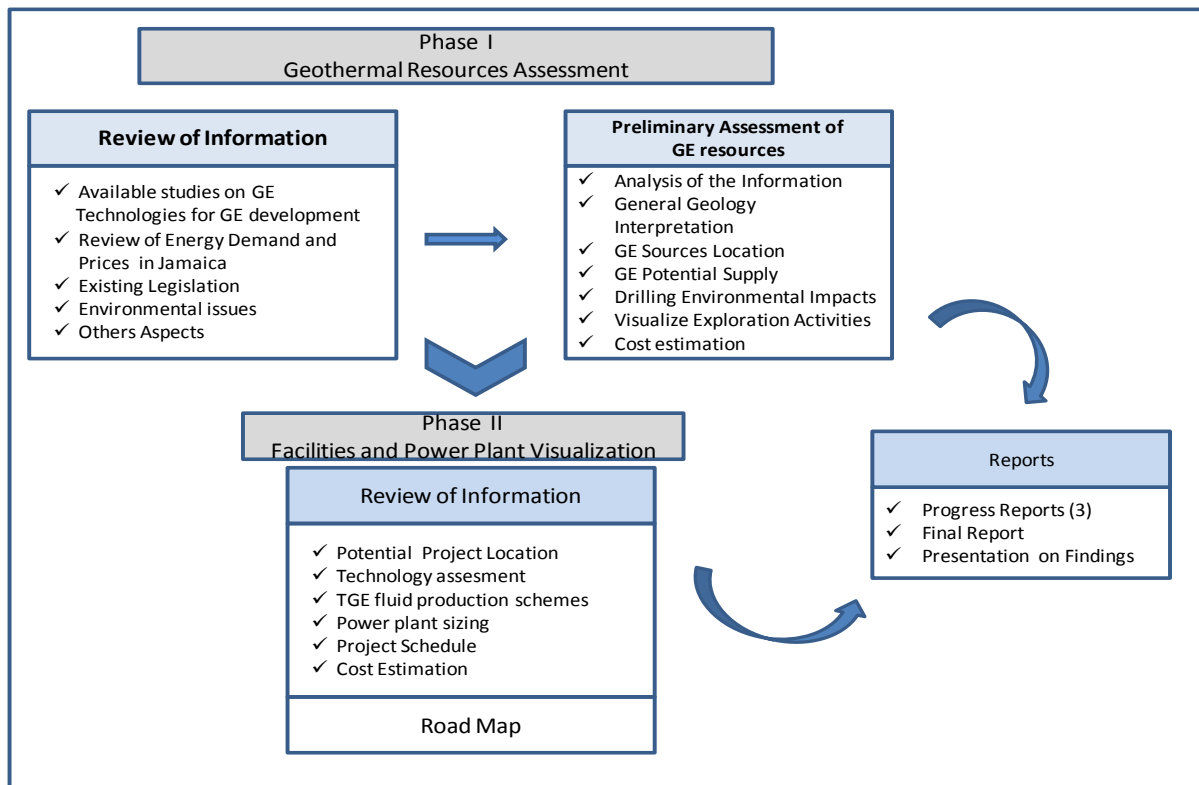 Phase I
Geothermal Resources Assessment
Review of Information
✓ Available studies on GE
Technologies for GE development
✓ Review of Energy Demand and
Prices in Jamaica
✓ Existing Legislation
✓ Environmental issues
✓ Others Aspects
Preliminary Assessment of
GE resources
✓ Analysis of the Information
✓ General Geology
Interpretation
✓ GE Sources Location
✓ GE Potential Supply
✓ Drilling Environmental Impacts
✓ Visualize Exploration Activities
✓ Cost estimation
Phase II
Facilities and Power Plant Visualization
Review of Information
✓ Potential Project Location
✓ Technology assesment
✓ TGE fluid production schemes
✓ Power plant sizing
✓ Project Schedule
✓ Cost Estimation
Road Map
Reports
✓ Progress Reports (3)
✓ Final Report
✓ Presentation on Findings